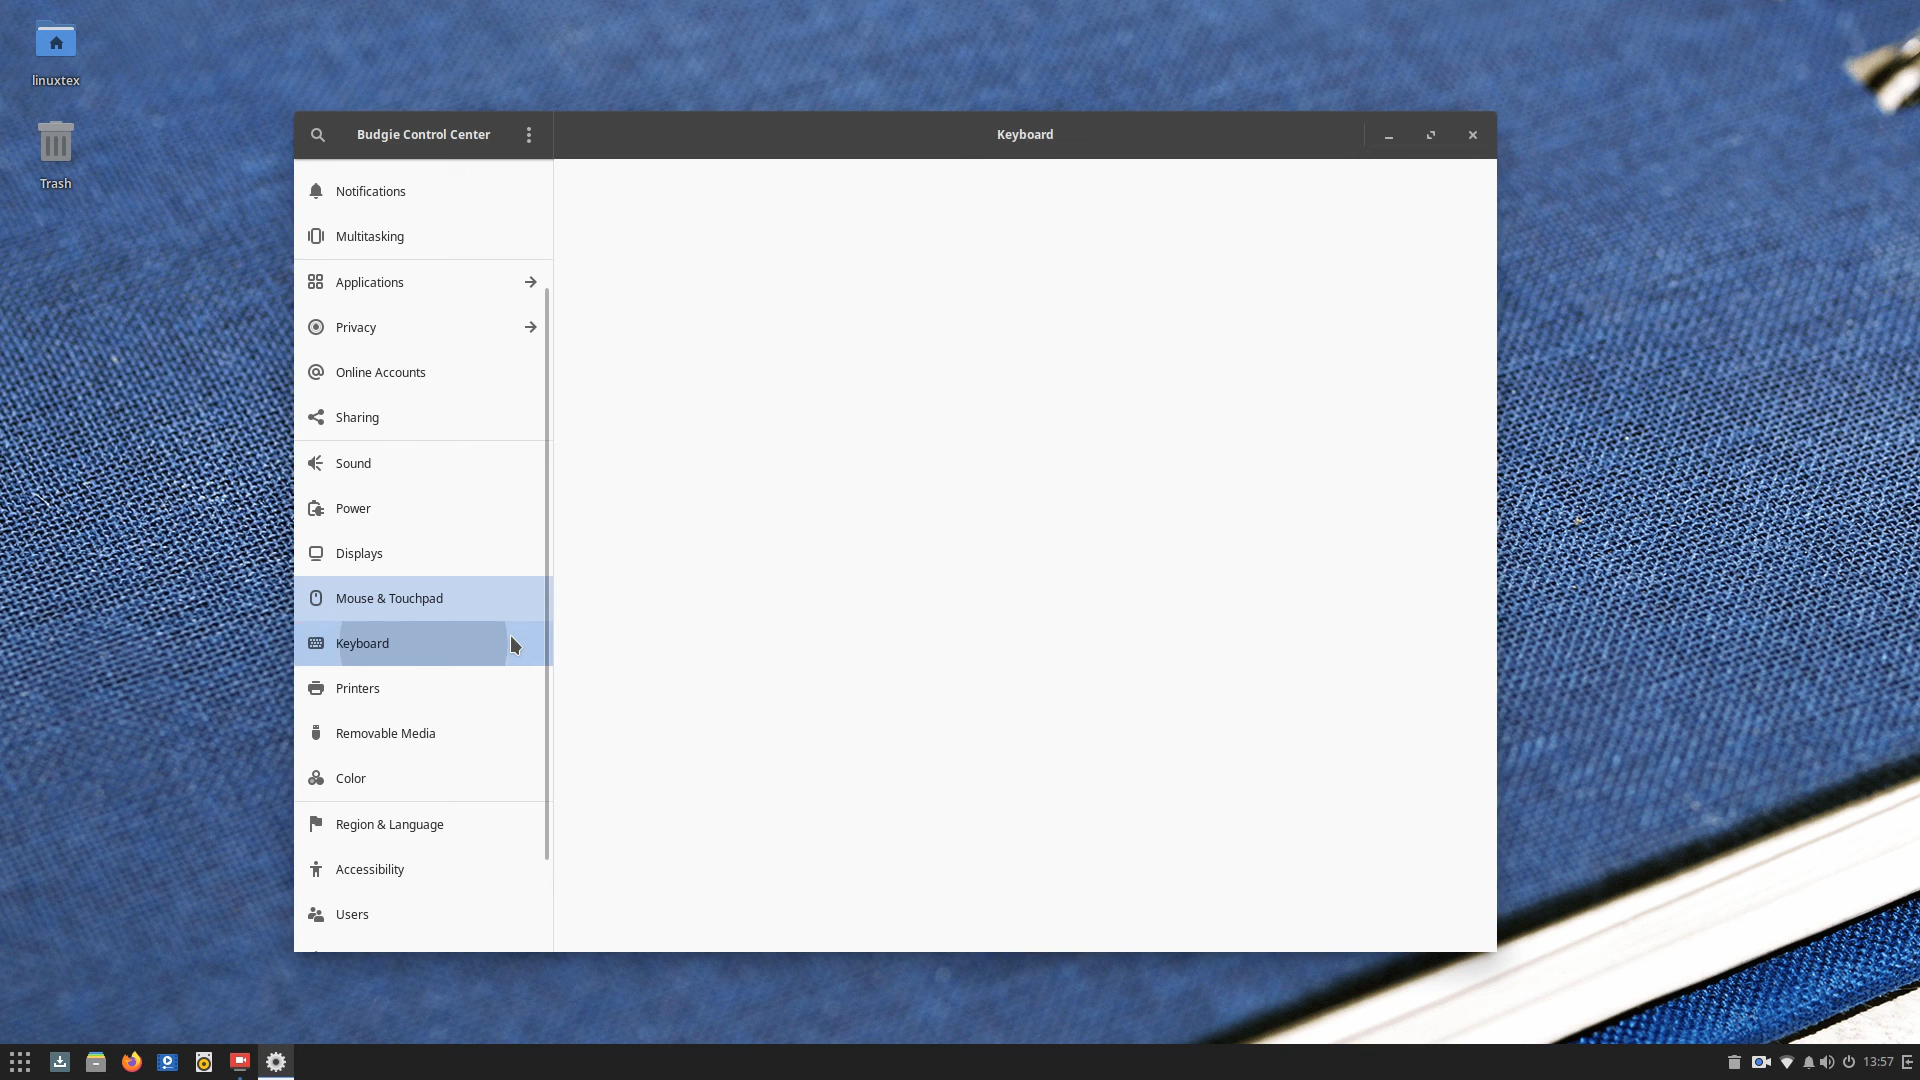 linuxtex
Trash
Budgie Control Center
Keyboard
Notifications
Multitasking
Applications
Privacy
Online Accounts
Sharing
Sound
Power
Displays
Mouse & Touchpad
Keyboard
Printers
Removable Media
Color
Region & Language
Accessibility
Users
13:57